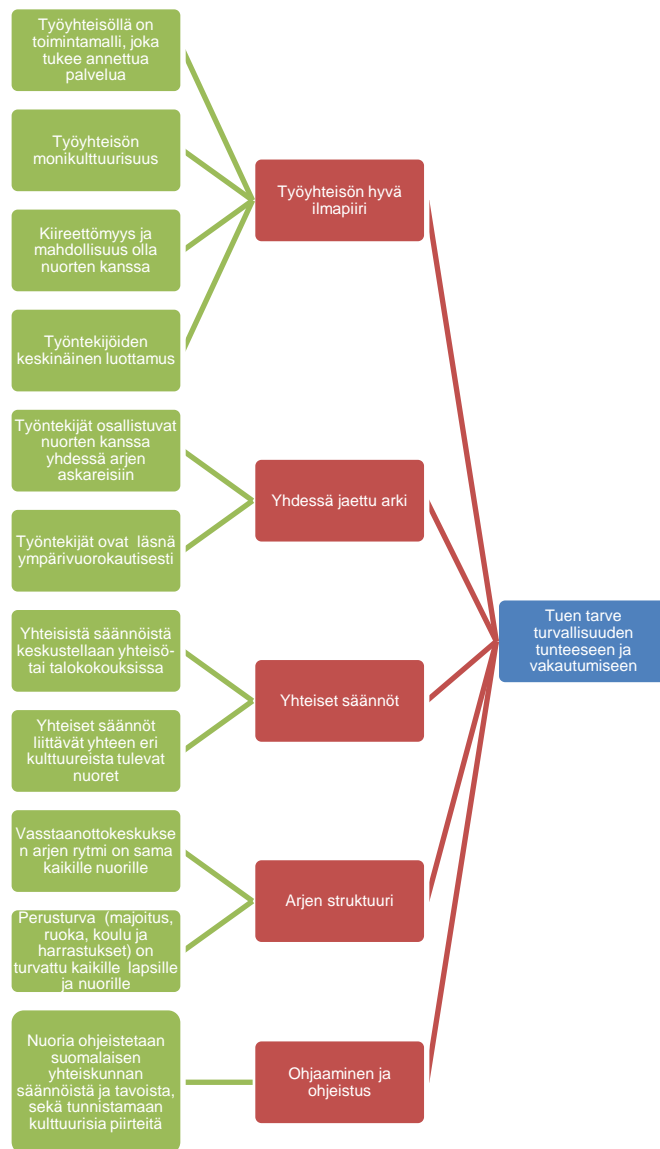 Työyhteisöllä on
toimintamalli, joka
tukee annettua
palvelua
Työyhteisön
monikulttuurisuus
Kiireettömyys ja
mahdollisuus olla
nuorten kanssa
Työntekijöiden
keskinäinen luottamus
Työyhteisön hyvä
ilmapiiri
Työntekijät osallistuvat
nuorten kanssa
yhdessä arjen
askareisiin
Työntekijät ovat läsnä
ympärivuorokautisesti
Yhdessä jaettu arki
Yhteisistä säännöistä
keskustellaan yhteisö-
tai talokokouksissa
Yhteiset säännöt
liittävät yhteen eri
kulttuureista tulevat
nuoret
Yhteiset säännöt
Vasstaanottokeskukse
n arjen rytmi on sama
kaikille nuorille
Perusturva (majoitus,
ruoka, koulu ja
harrastukset) on
turvattu kaikille lapsille
ja nuorille
Arjen struktuuri
Nuoria ohjeistetaan
suomalaisen
yhteiskunnan
säännöistä ja tavoista,
sekä tunnistamaan
kulttuurisia piirteitä
Ohjaaminen ja
ohjeistus
Tuen tarve
turvallisuuden
tunteeseen ja
vakautumiseen